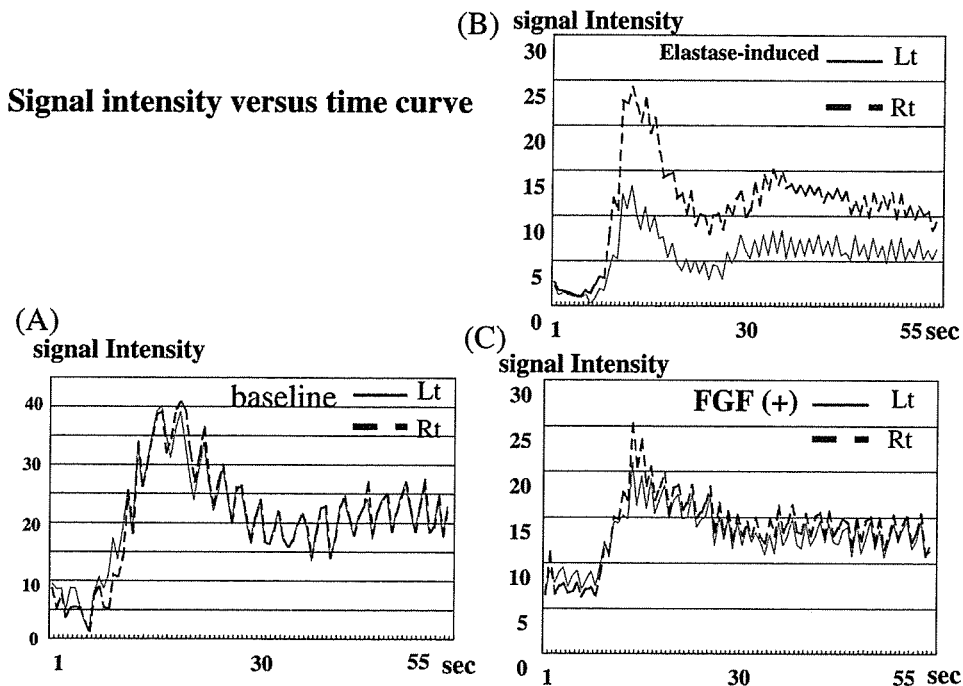 Signal intensity versus time curve
(B) signal Intensity
Elastase-induced Lt
Rt
30
25
20
15
10
5
0
1 30 55 sec
(A)
signal Intensity
baseline Lt
Rt
40
30
20
10
0
1 30 55 sec
(C) signal Intensity
FGF (+) Lt
Rt
30
25
20
15
10
5
0
1 30 55 sec